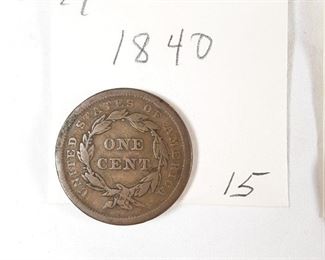 1840
UNITED STATES OF AMERICA
ONE
CENT
15